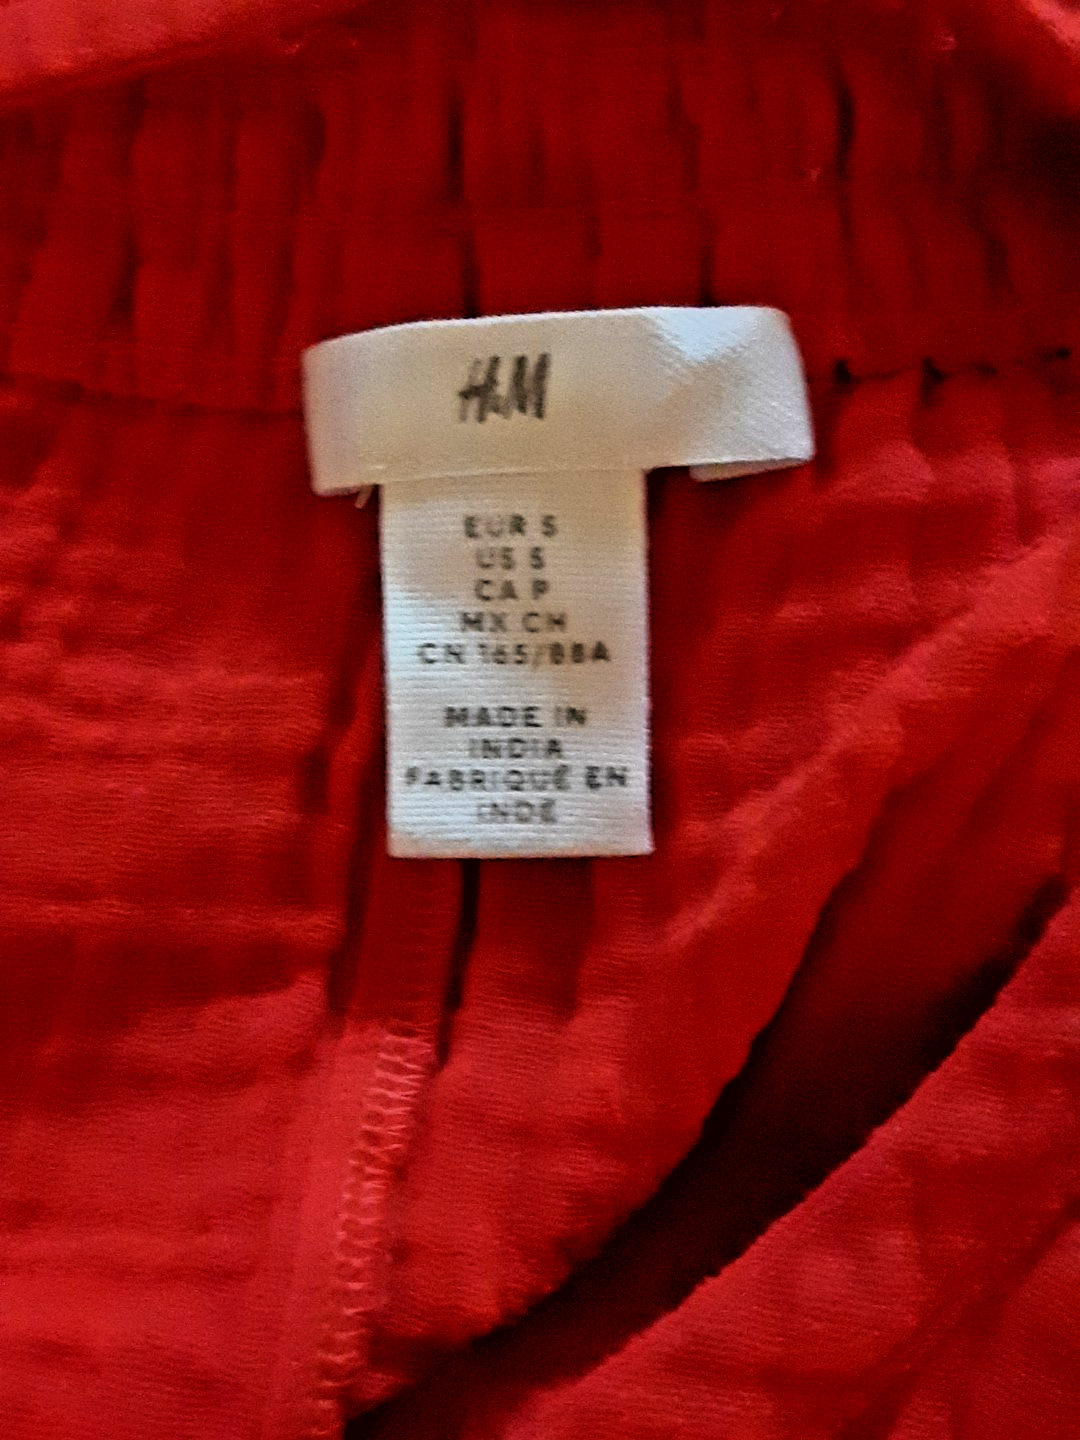 H&M
EUR S
US S
CA P
MX CH
CN 165/88A
MADE IN
INDIA
FABRIQUÉ EN
INDE